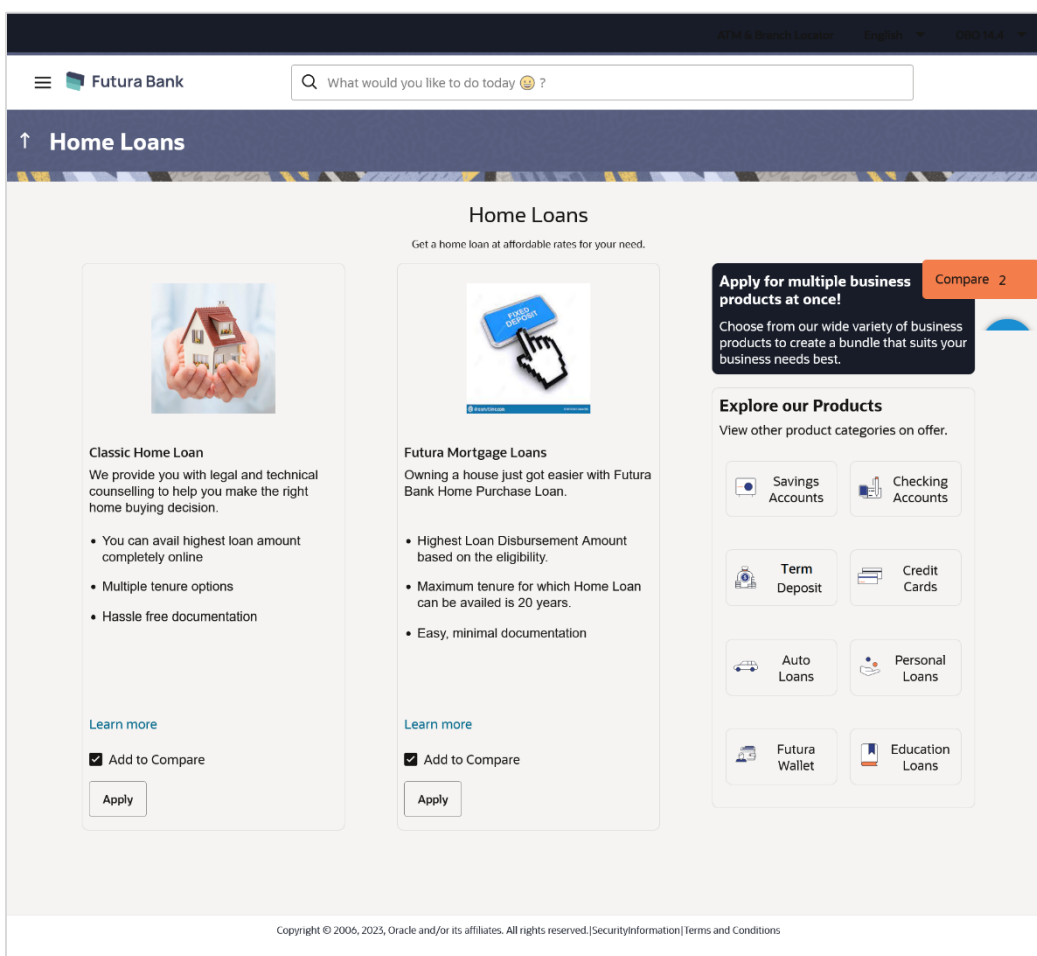 ATM & Branch Locator English OBO 14.4
Futura Bank
What would you like to do today ?
Home Loans
Home Loans
Get a home loan at affordable rates for your need.
FIXED
DEPOSIT
Classic Home Loan
We provide you with legal and technical
counselling to help you make the right
home buying decision.
• You can avail highest loan amount
completely online
• Multiple tenure options
• Hassle free documentation
Learn more
Add to Compare
Apply
Futura Mortgage Loans
Owning a house just got easier with Futura
Bank Home Purchase Loan.
• Highest Loan Disbursement Amount
based on the eligibility.
• Maximum tenure for which Home Loan
can be availed is 20 years.
• Easy, minimal documentation
Learn more
Add to Compare
Apply
Compare 2
Apply for multiple business
products at once!
Choose from our wide variety of business
products to create a bundle that suits your
business needs best.
Explore our Products
View other product categories on offer.
Savings
Accounts
Checking
Accounts
Term
Deposit
Credit
Cards
Auto
Loans
Personal
Loans
Futura
Wallet
Education
Loans
Copyright © 2006, 2023, Oracle and/or its affiliates. All rights reserved.|SecurityInformation|Terms and Conditions